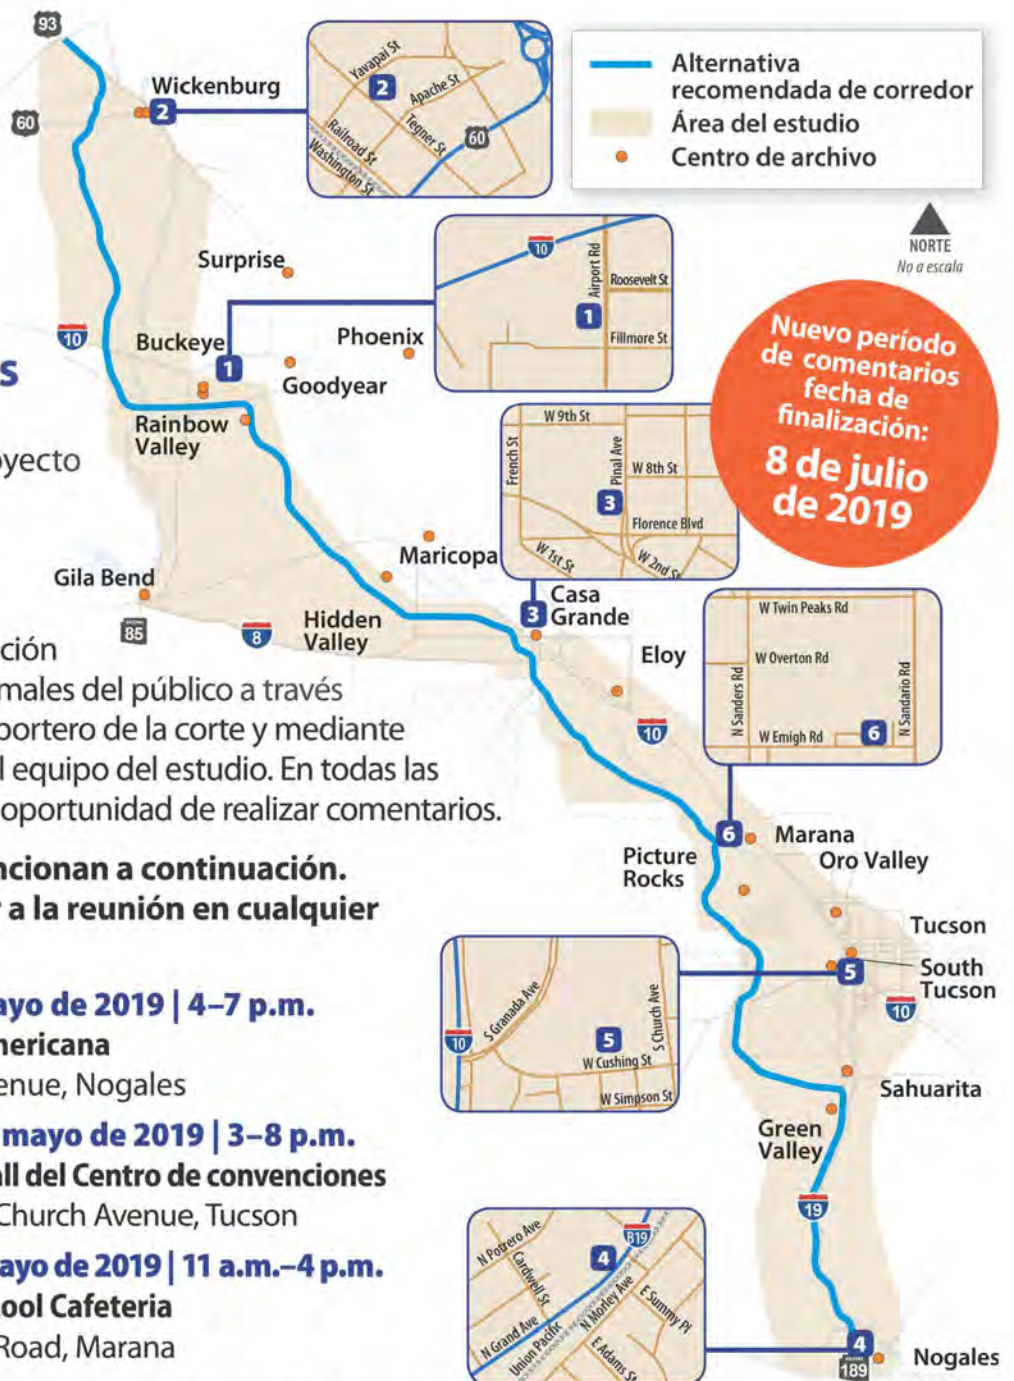 93
Wickenburg
2
60
Yavapai St
2
Apache St
Tegner St
Railroad St
Washington St
60
Alternativa
recomendada de corredor
Área del estudio
Centro de archivo
NORTE
No a escala
Surprise
10
Airport Rd
Roosevelt St
1
Fillmore St
10
Buckeye
1
Phoenix
Goodyear
Rainbow
Valley
Nuevo período
de comentarios
fecha de
finalización:
8 de julio
de 2019
s
oyecto
W 9th St
French St
Pinal Ave
W 8th St
3
Florence Blvd
W 1st St
W 2nd St
Maricopa
Gila Bend
85
8
Hidden
Valley
3
Casa
Grande
Eloy
10
W Twin Peaks Rd
W Overton Rd
N Sanders Rd
N Sandario Rd
W Emigh Rd
6
ción
males del público a través
portero de la corte y mediante
l equipo del estudio. En todas las
oportunidad de realizar comentarios.
ncionan a continuación.
r a la reunión en cualquier
6
Marana
Picture
Rocks
Oro Valley
Tucson
5
South
Tucson
10
10
S Granada Ave
S Church Ave
5
W Cushing St
W Simpson St
Sahuarita
Green
Valley
19
ayo de 2019 | 4–7 p.m.
mericana
enue, Nogales
mayo de 2019 | 3–8 p.m.
all del Centro de convenciones
Church Avenue, Tucson
ayo de 2019 | 11 a.m.–4 p.m.
ool Cafeteria
Road, Marana
N Potrero Ave
Cardwell St
B19
4
N Grand Ave
Union Pacific
N Morley Ave
E Summy Pl
E Adams St
4
189
Nogales